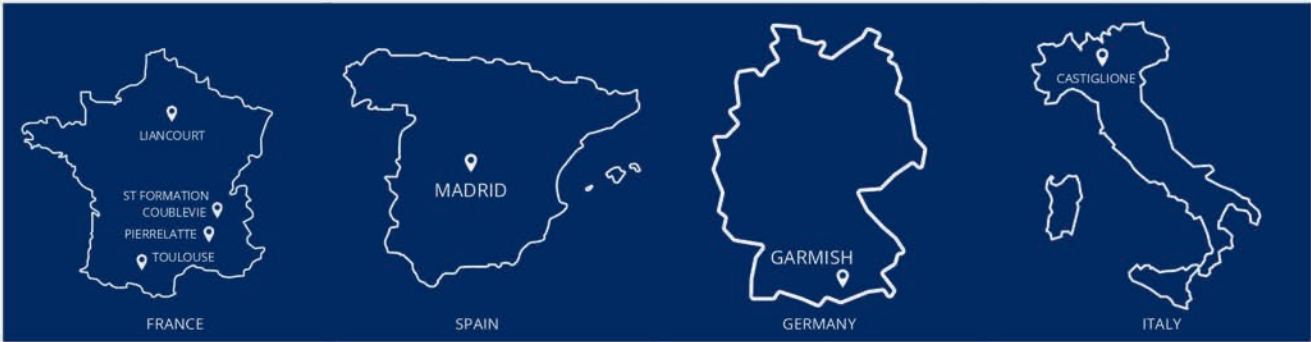 LIANCOURT
ST FORMATION
COUBLEVIE
PIERRELATTE
TOULOUSE
FRANCE
MADRID
SPAIN
GARMISH
GERMANY
CASTIGLIONE
ITALY